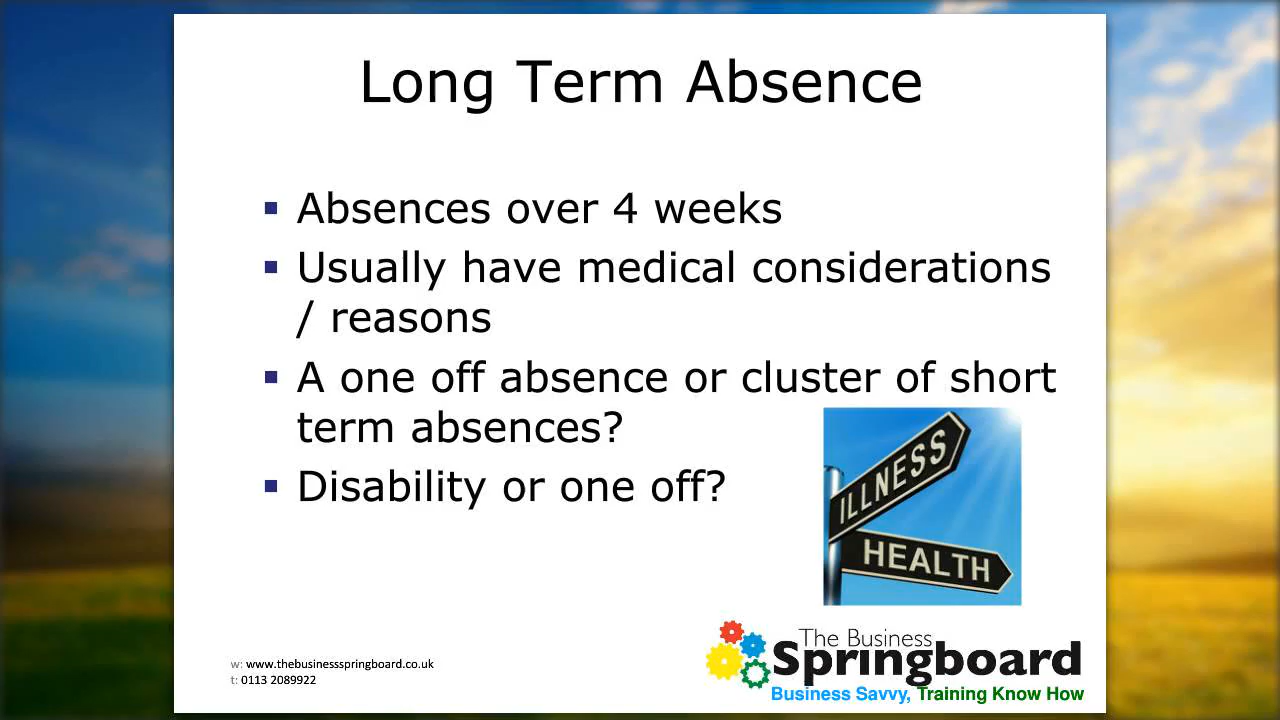 Long Term Absence
▪ Absences over 4 weeks
▪ Usually have medical considerations
/ reasons
▪ A one off absence or cluster of short
term absences?
▪ Disability or one off?
ILLNESS
HEALTH
The Business
Springboard
Business Savvy, Training Know How
w: www.thebusinessspringboard.co.uk
t: 0113 2089922